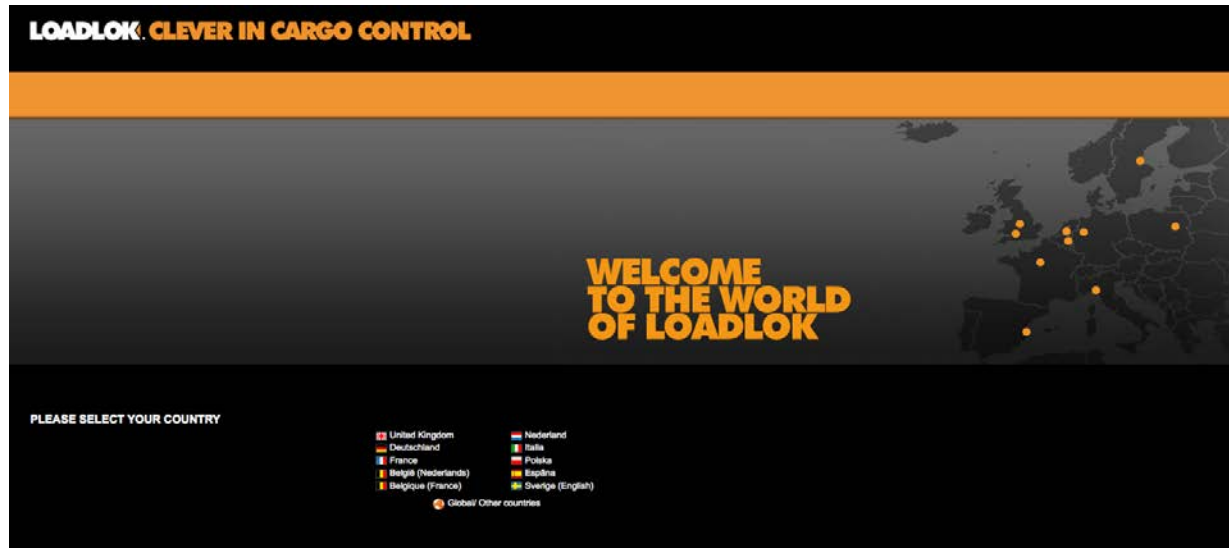 LOADLOK. CLEVER IN CARGO CONTROL
WELCOME
TO THE WORLD
OF LOADLOK
PLEASE SELECT YOUR COUNTRY
United Kingdom
Deutschland
France
België (Nederlands)
Belgique (France)
Nederland
Italia
Polska
Espãna
Sverige (English)
Global/ Other countries